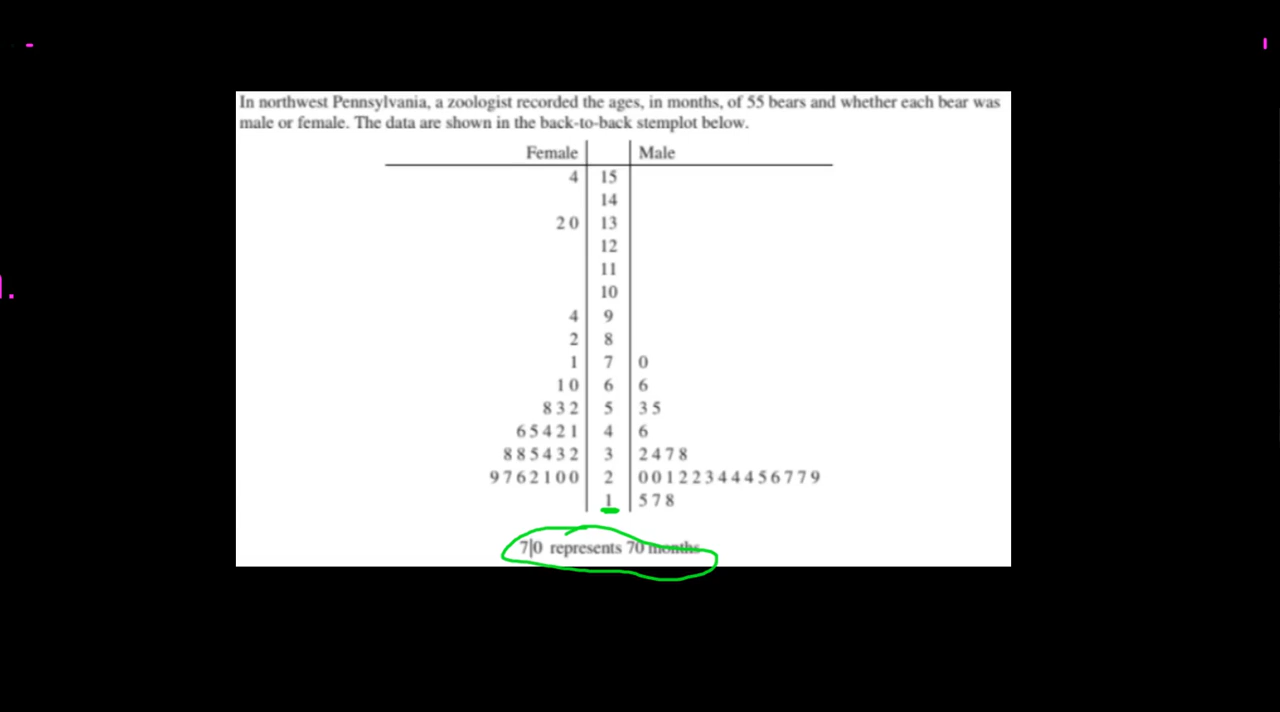 In northwest Pennsylvania, a zoologist recorded the ages, in months, of 55 bears and whether each bear was
male or female. The data are shown in the back-to-back stemplot below.
Female Male
4 15
14
2 0 13
12
11
10
4 9
2 8
1 7 0
1 0 6 6
8 3 2 5 3 5
6 5 4 2 1 4 6
8 8 5 4 3 2 3 2 4 7 8
9 7 6 2 1 0 0 2 0 0 1 2 2 3 4 4 4 5 6 7 7 9
1 5 7 8
7|0 represents 70 months